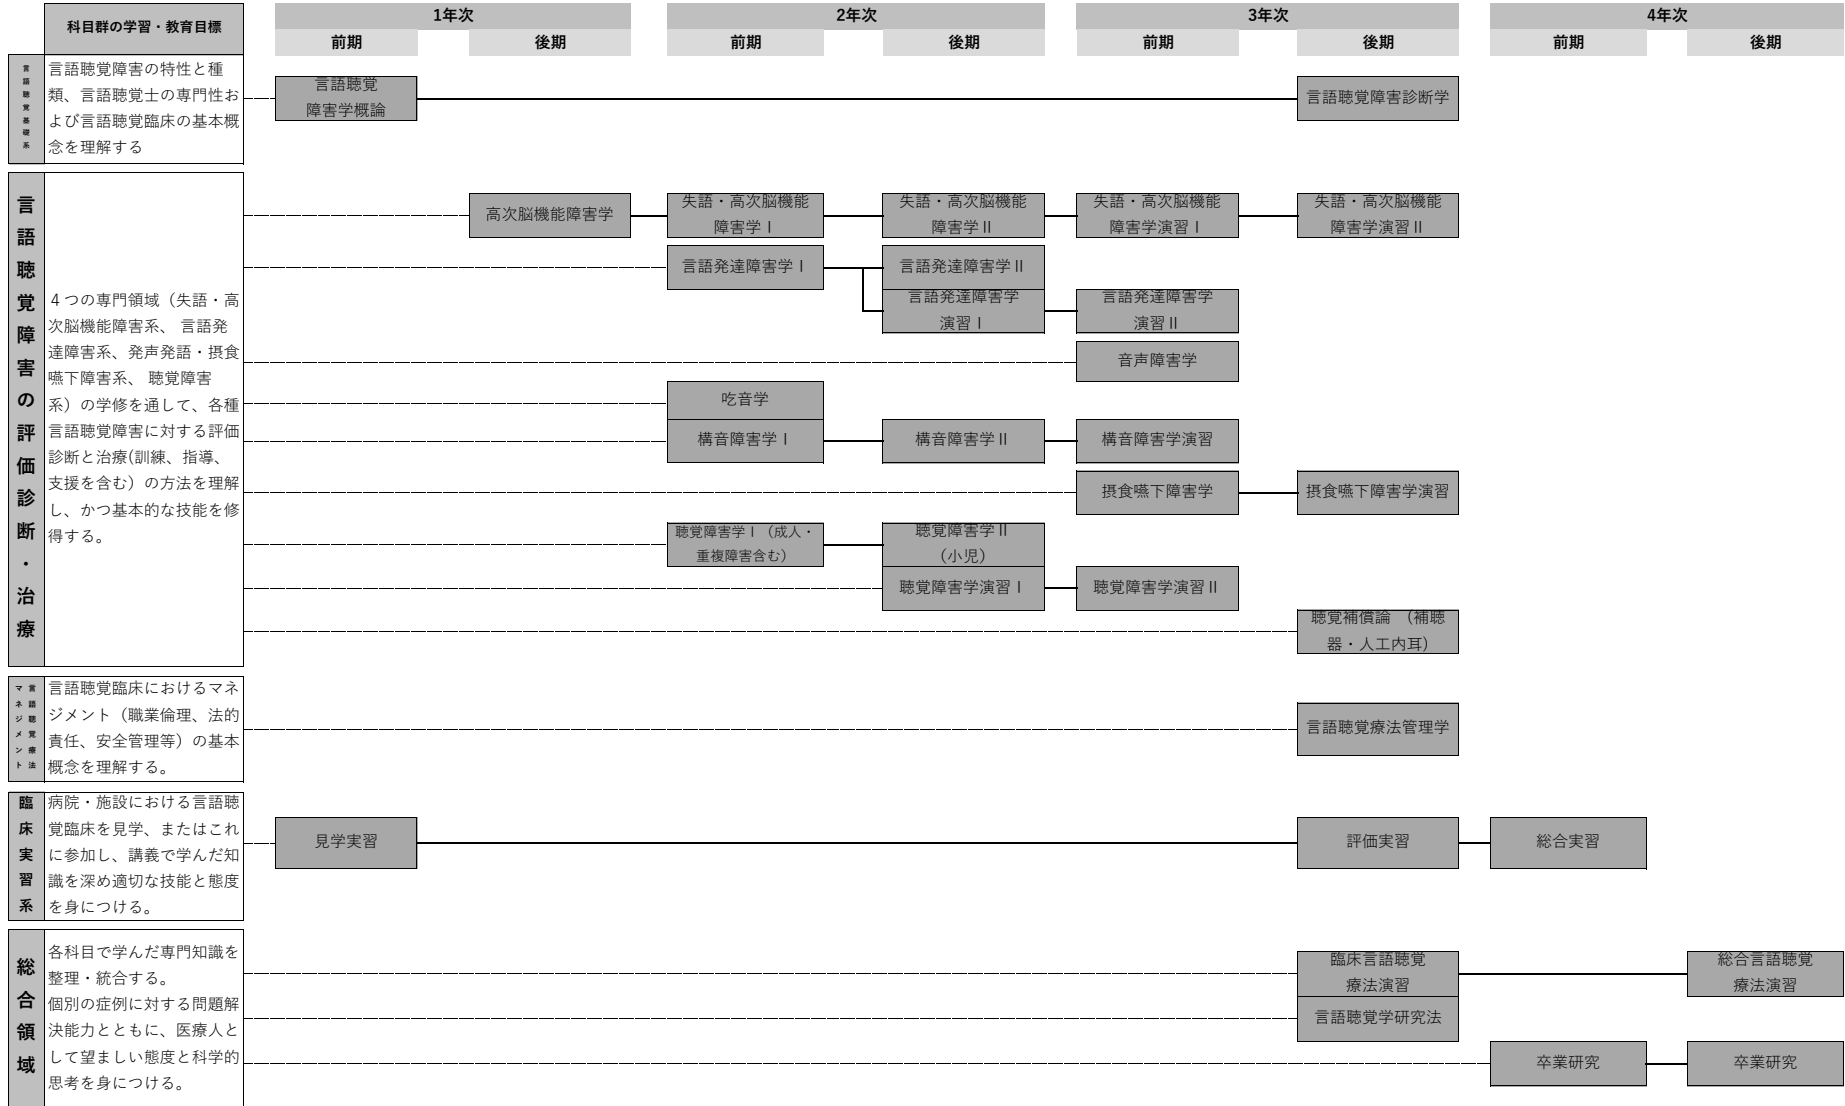 科目群の学習・教育目標
1年次
2年次
3年次
4年次
前期
後期
前期
後期
前期
後期
前期
後期
言語聴覚基礎系
言語聴覚障害の特性と種
類、言語聴覚士の専門性お
よび言語聴覚臨床の基本概
念を理解する
言語聴覚
障害学概論
言語聴覚障害診断学
言語聴覚障害の評価診断・治療
４つの専門領域（失語・高
次脳機能障害系、 言語発
達障害系、発声発語・摂食
嚥下障害系、 聴覚障害
系）の学修を通して、各種
言語聴覚障害に対する評価
診断と治療(訓練、指導、
支援を含む）の方法を理解
し、かつ基本的な技能を修
得する。
高次脳機能障害学
失語・高次脳機能
障害学Ⅰ
失語・高次脳機能
障害学Ⅱ
失語・高次脳機能
障害学演習Ⅰ
失語・高次脳機能
障害学演習Ⅱ
言語発達障害学Ⅰ
言語発達障害学Ⅱ
言語発達障害学
演習Ⅰ
言語発達障害学
演習Ⅱ
音声障害学
吃音学
構音障害学Ⅰ
構音障害学Ⅱ
構音障害学演習
摂食嚥下障害学
摂食嚥下障害学演習
聴覚障害学Ⅰ（成人・
重複障害含む）
聴覚障害学Ⅱ
（小児）
聴覚障害学演習Ⅰ
聴覚障害学演習Ⅱ
聴覚補償論　（補聴
器・人工内耳）
言語聴覚療法
マネジメント
言語聴覚臨床におけるマネ
ジメント（職業倫理、法的
責任、安全管理等）の基本
概念を理解する。
言語聴覚療法管理学
臨床実習系
病院・施設における言語聴
覚臨床を見学、またはこれ
に参加し、講義で学んだ知
識を深め適切な技能と態度
を身につける。
見学実習
評価実習
総合実習
総合領域
各科目で学んだ専門知識を
整理・統合する。
個別の症例に対する問題解
決能力とともに、医療人と
して望ましい態度と科学的
思考を身につける。
臨床言語聴覚
療法演習
総合言語聴覚
療法演習
言語聴覚学研究法
卒業研究
卒業研究